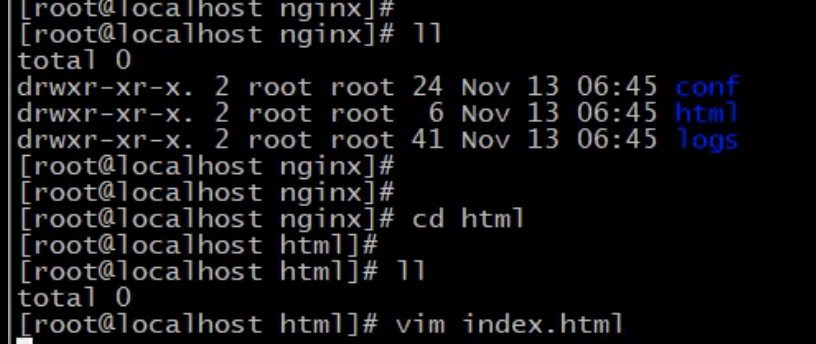 [root@localhost nginx]#
[root@localhost nginx]# ll
total 0
drwxr-xr-x. 2 root root 24 Nov 13 06:45 conf
drwxr-xr-x. 2 root root  6 Nov 13 06:45 html
drwxr-xr-x. 2 root root 41 Nov 13 06:45 logs
[root@localhost nginx]#
[root@localhost nginx]#
[root@localhost nginx]# cd html
[root@localhost html]#
[root@localhost html]# ll
total 0
[root@localhost html]# vim index.html